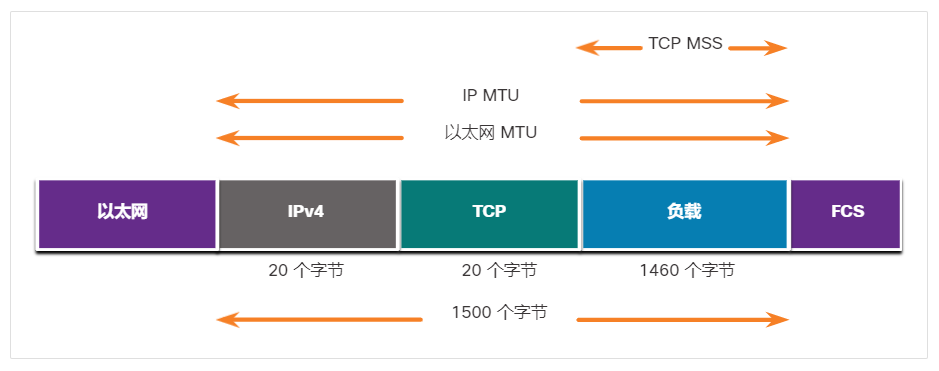 TCP MSS
IP MTU
以太网 MTU
以太网 IPv4 TCP 负载 FCS
20 个字节 20 个字节 1460 个字节
1500 个字节